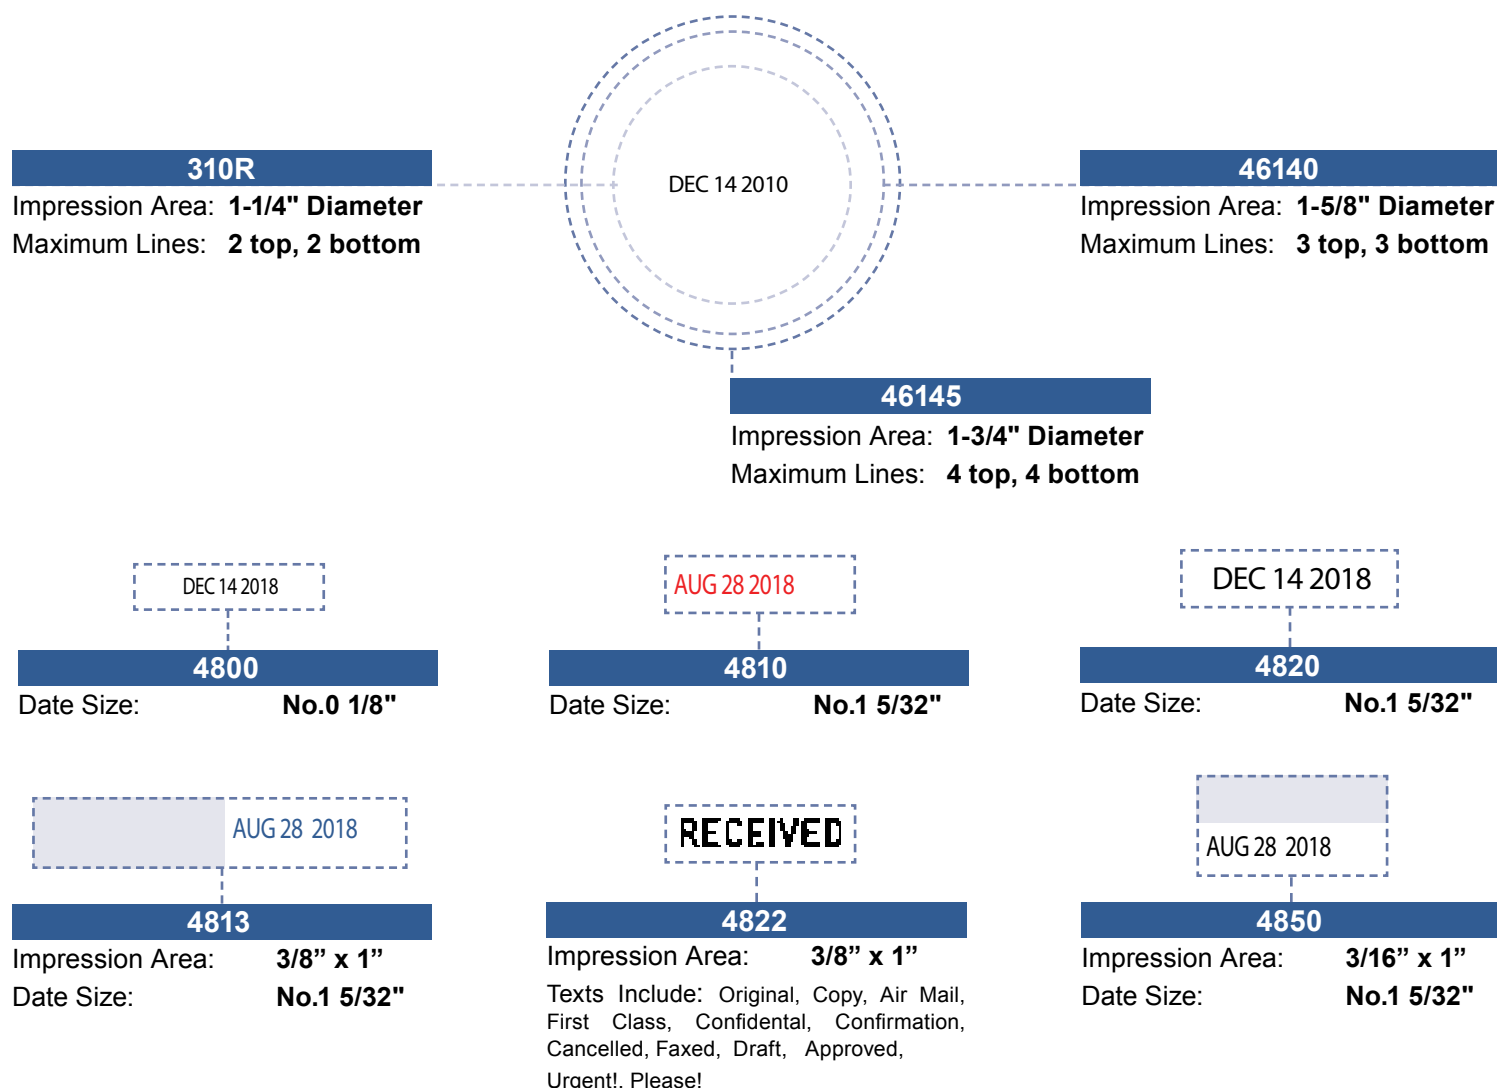 DEC 14 2010
310R
Impression Area: 1-1/4" Diameter
Maximum Lines: 2 top, 2 bottom
46140
Impression Area: 1-5/8" Diameter
Maximum Lines: 3 top, 3 bottom
46145
Impression Area: 1-3/4" Diameter
Maximum Lines: 4 top, 4 bottom
DEC 14 2018
4800
Date Size: No.0 1/8"
AUG 28 2018
4810
Date Size: No.1 5/32"
DEC 14 2018
4820
Date Size: No.1 5/32"
AUG 28 2018
4813
Impression Area: 3/8” x 1”
Date Size: No.1 5/32"
RECEIVED
4822
Impression Area: 3/8” x 1”
Texts Include: Original, Copy, Air Mail,
First Class, Confidental, Confirmation,
Cancelled, Faxed, Draft, Approved,
Urgent!, Please!
AUG 28 2018
4850
Impression Area: 3/16” x 1”
Date Size: No.1 5/32"